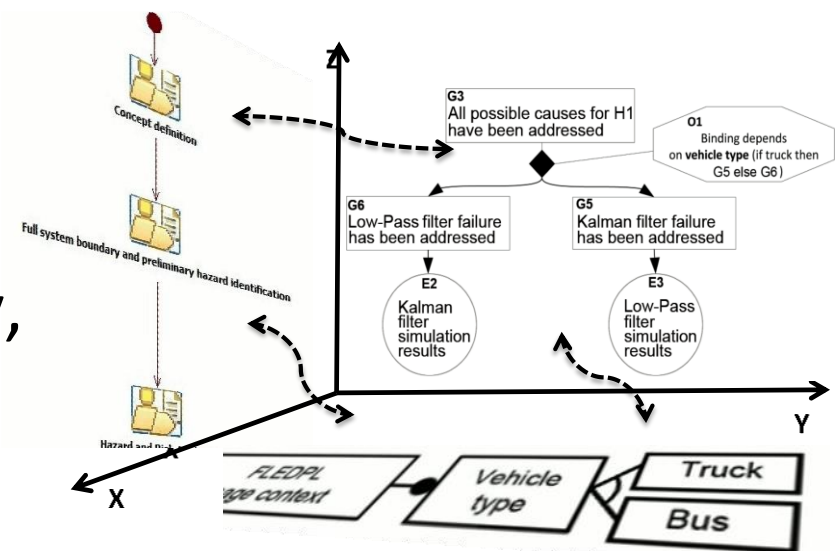 Concept definition
Full system boundary and preliminary hazard identification
Hazard and
Z
G3
All possible causes for H1
have been addressed
O1
Binding depends
on vehicle type (if truck then
G5 else G6)
G6
Low-Pass filter failure
has been addressed
G5
Kalman filter failure
has been addressed
E2
Kalman
filter
simulation
results
E3
Low-Pass
filter
simulation
results
,
Y
X
FLEDPL
context
Vehicle
type
Truck
Bus